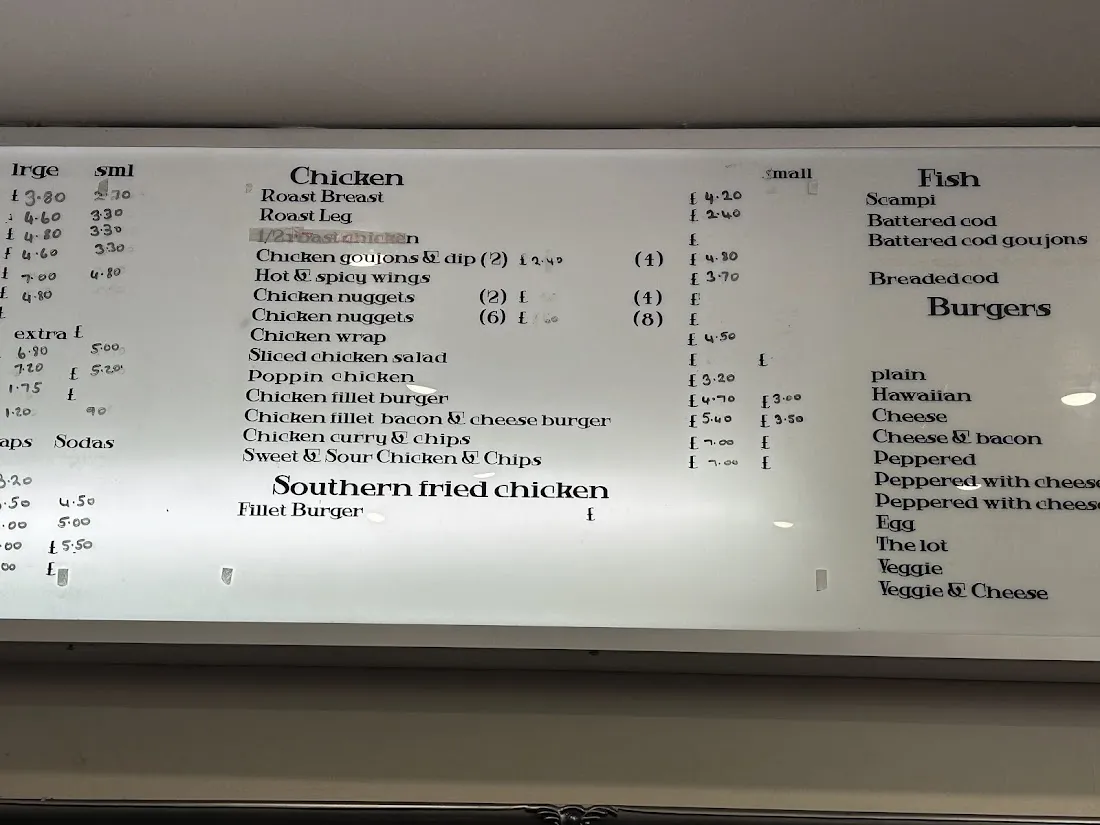 lrge sml
£3.80 2.70
4.60 3.30
£ 4.80 3.30
£ 4.60 3.30
£ 7.00 4.80
£ 4.80
£
extra £
6.80 5.00
7.20 £ 5.20
1.75 £
1.20 90
aps Sodas
3.20
.50 4.50
.00 5.00
.00 £5.50
00 £
Chicken small
Roast Breast £ 4.20
Roast Leg £ 2.40
1/2 roast chicken £
Chicken goujons & dip (2) £2.40 (4) £ 4.80
Hot & spicy wings £ 3.70
Chicken nuggets (2) £ (4) £
Chicken nuggets (6) £ (8) £
Chicken wrap £ 4.50
Sliced chicken salad £ £
Poppin chicken £3.20
Chicken fillet burger £4.70 £3.00
Chicken fillet bacon & cheese burger £5.40 £3.50
Chicken curry & chips £ 7.00 £
Sweet & Sour Chicken & Chips £ 7.00 £
Southern fried chicken
Fillet Burger £
Fish
Scampi
Battered cod
Battered cod goujons
Breaded cod
Burgers
plain
Hawaiian
Cheese
Cheese & bacon
Peppered
Peppered with cheese
Peppered with cheese
Egg
The lot
Veggie
Veggie & Cheese